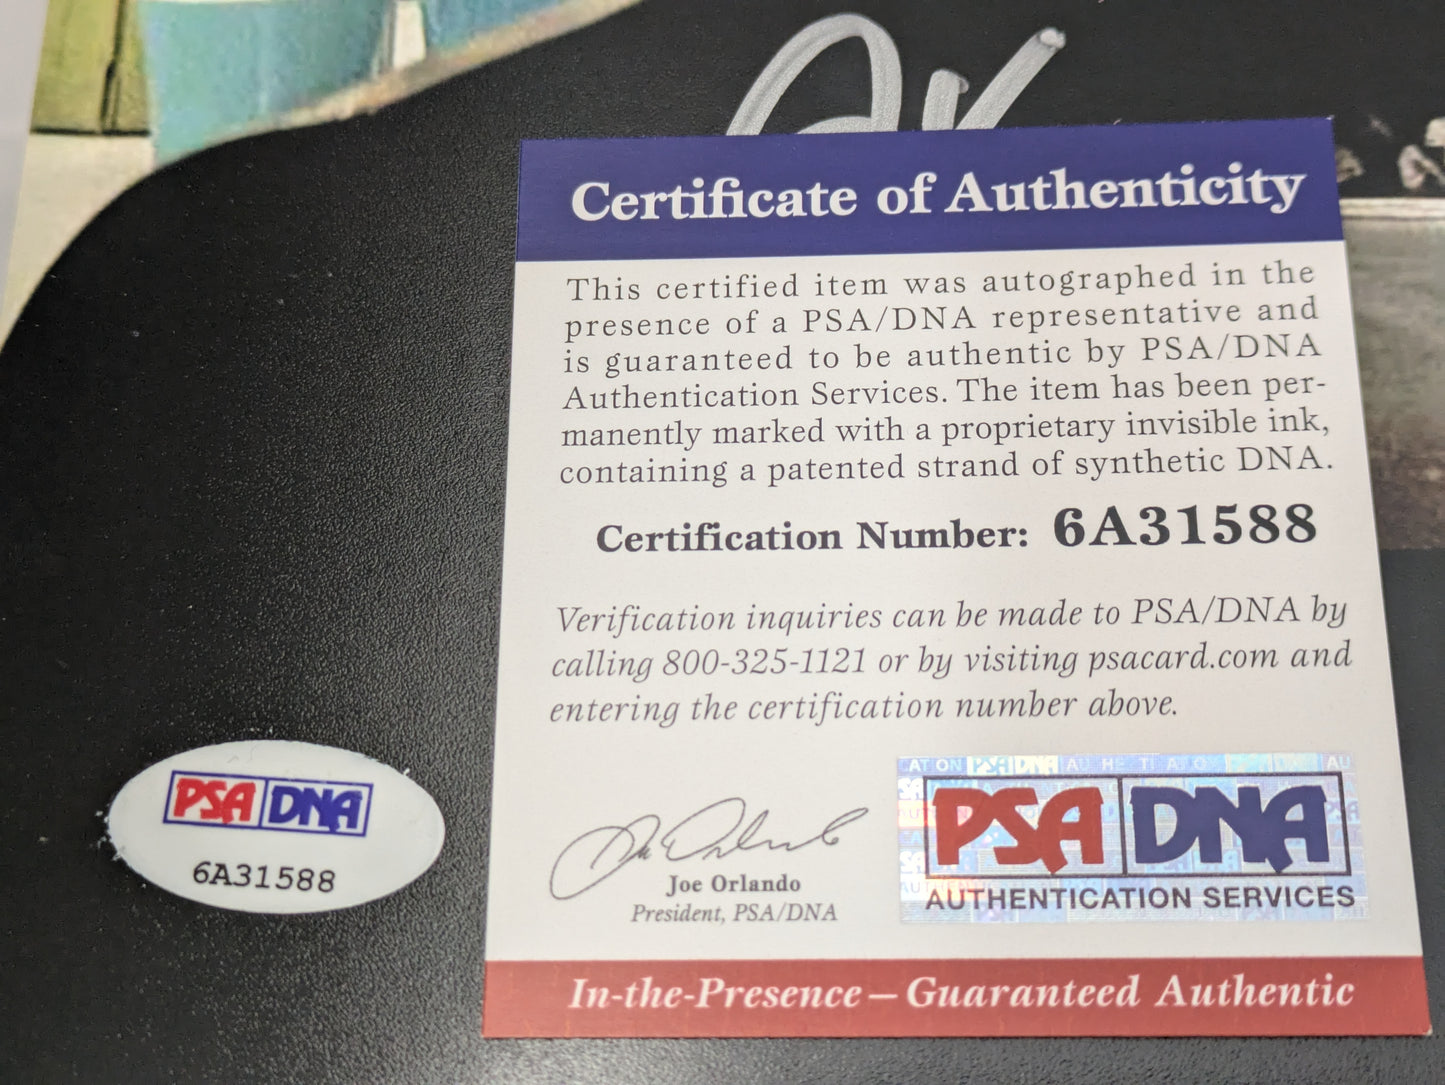 Certificate of Authenticity
This certified item was autographed in the
presence of a PSA/DNA representative and
is guaranteed to be authentic by PSA/DNA
Authentication Services. The item has been per-
manently marked with a proprietary invisible ink,
containing a patented strand of synthetic DNA.
Certification Number: 6A31588
Verification inquiries can be made to PSA/DNA by
calling 800-325-1121 or by visiting psacard.com and
entering the certification number above.
Joe Orlando
President, PSA/DNA
PSA DNA
AUTHENTICATION SERVICES
In-the-Presence — Guaranteed Authentic
PSA DNA
6A31588